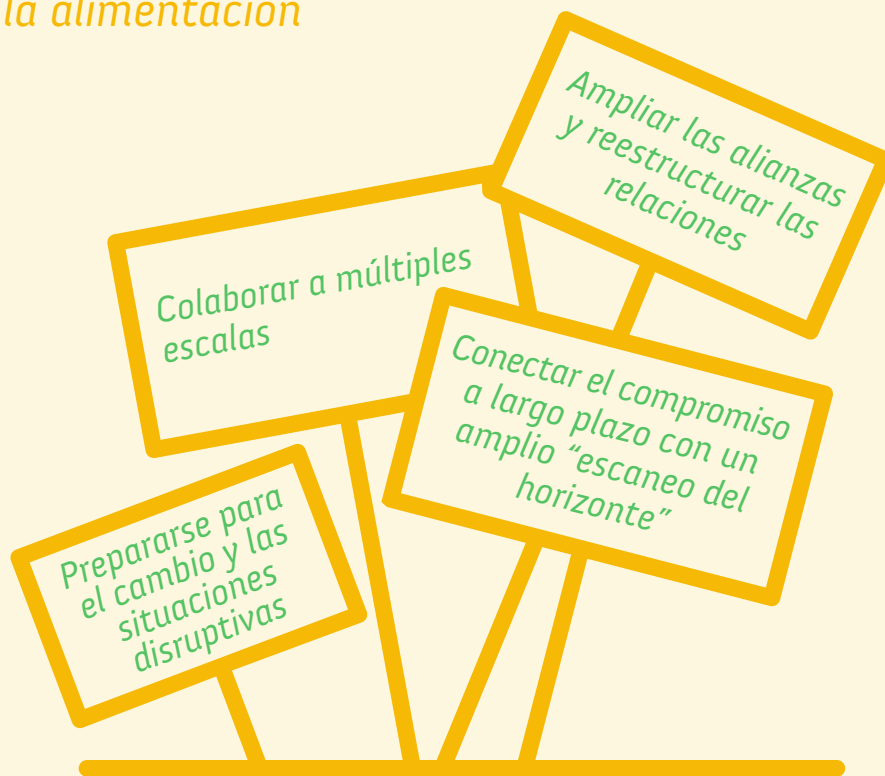 la alimentación
Ampliar las alianzas
y reestructurar las
relaciones
Colaborar a múltiples
escalas
Conectar el compromiso
a largo plazo con un
amplio “escaneo del
horizonte”
Prepararse para
el cambio y las
situaciones
disruptivas